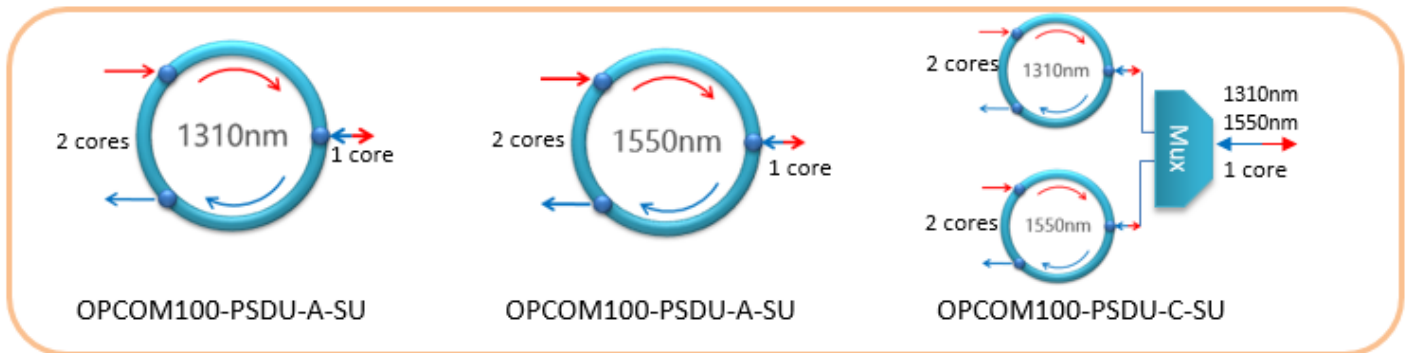 2 cores
1310nm
1 core
OPCOM100-PSDU-A-SU
2 cores
1550nm
1 core
OPCOM100-PSDU-A-SU
2 cores
1310nm
2 cores
1550nm
Mux
1310nm
1550nm
1 core
OPCOM100-PSDU-C-SU